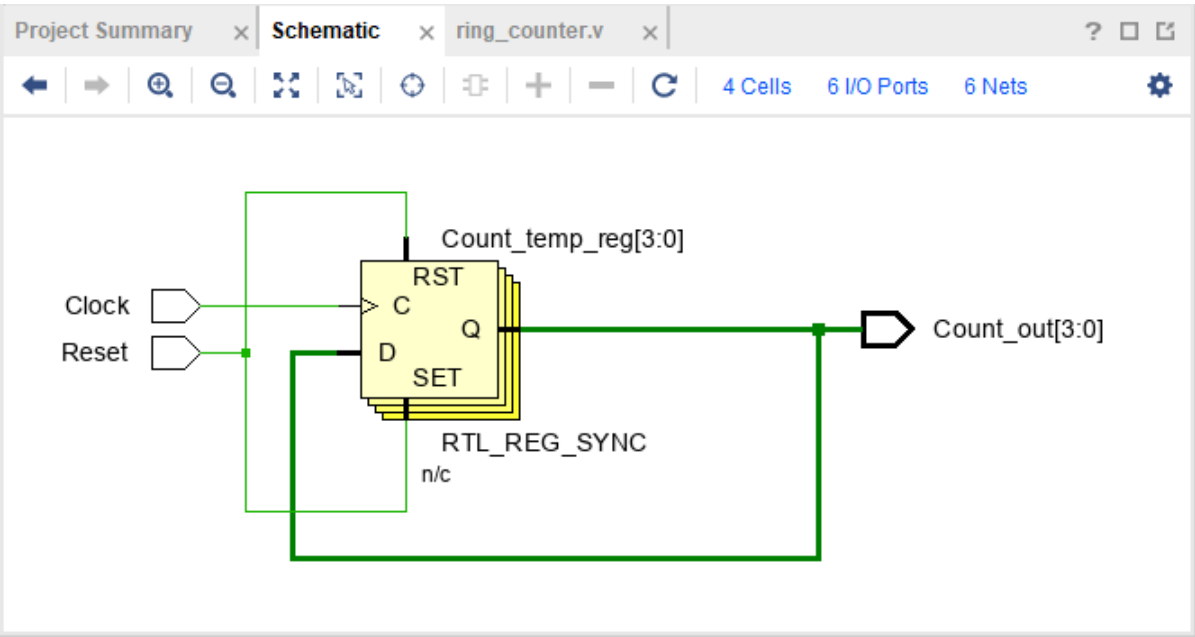 Project Summary × Schematic × ring_counter.v × ?
4 Cells 6 I/O Ports 6 Nets
Count_temp_reg[3:0]
RST
Clock C
Q Count_out[3:0]
Reset D
SET
RTL_REG_SYNC
n/c